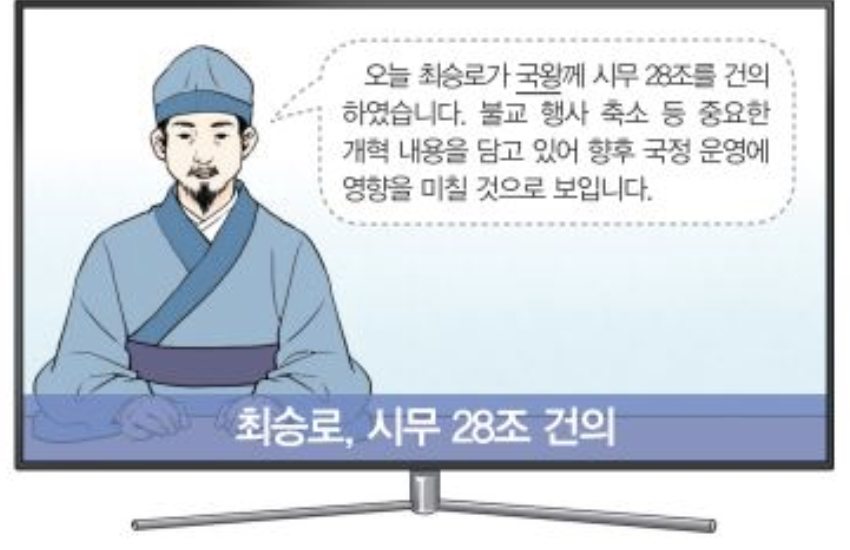 오늘 최승로가 국왕께 시무 28조를 건의
하였습니다. 불교 행사 축소 등 중요한
개혁 내용을 담고 있어 향후 국정 운영에
영향을 미칠 것으로 보입니다.
최승로, 시무 28조 건의